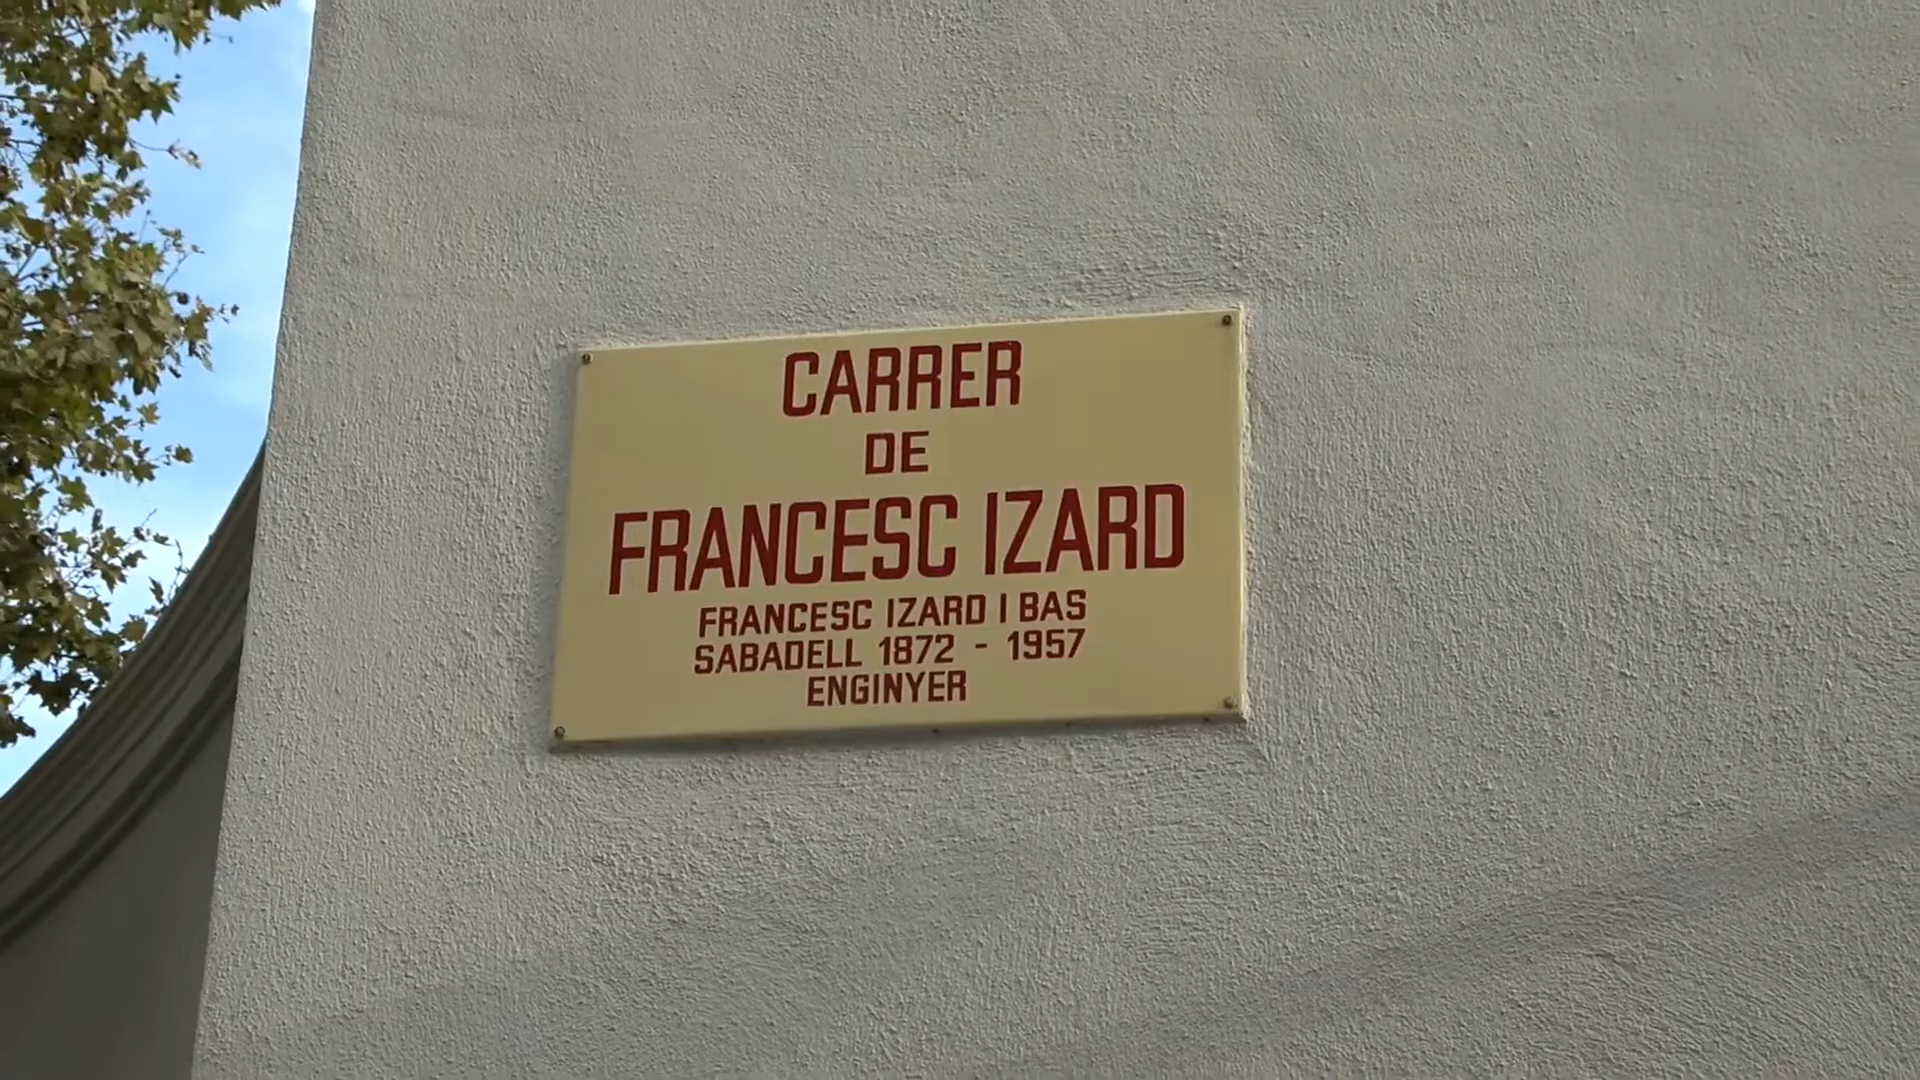 CARRER
DE
FRANCESC IZARD
FRANCESC IZARD I BAS
SABADELL 1872 - 1957
ENGINYER